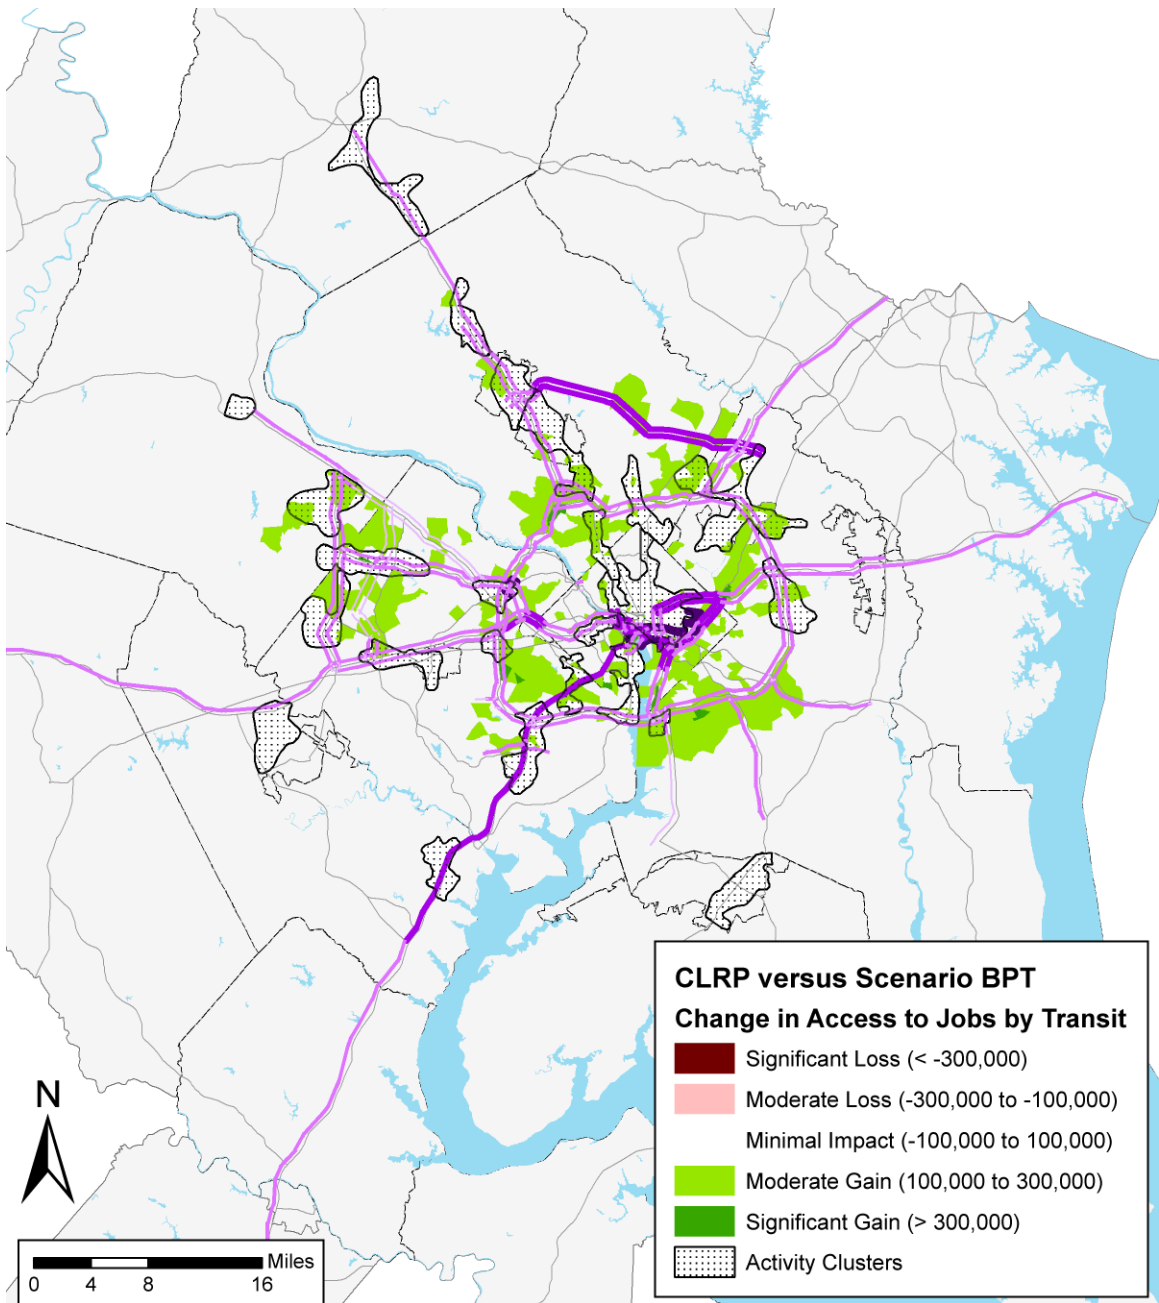 CLRP versus Scenario BPT
Change in Access to Jobs by Transit
Significant Loss (< -300,000)
Moderate Loss (-300,000 to -100,000)
Minimal Impact (-100,000 to 100,000)
Moderate Gain (100,000 to 300,000)
Significant Gain (> 300,000)
Activity Clusters
N
Miles
0 4 8 16